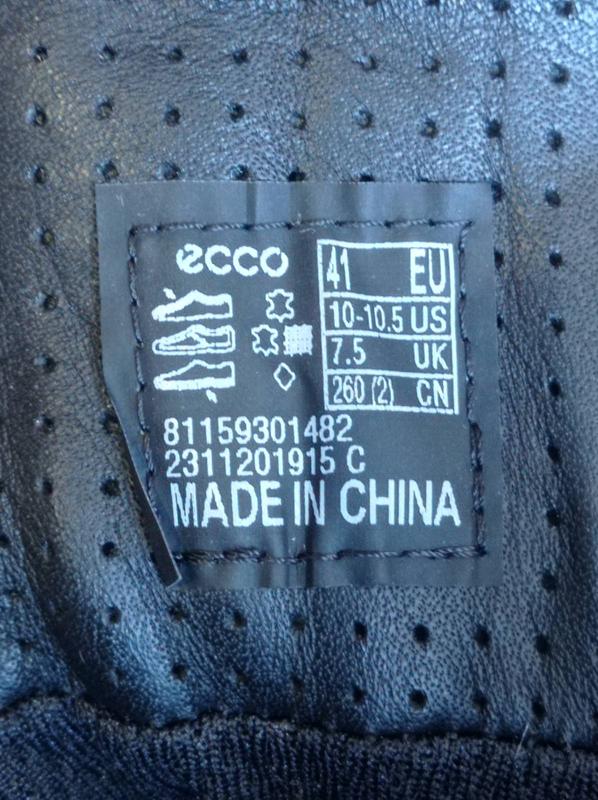 ecco
41 EU
10-10.5 US
7.5 UK
260 (2) CN
81159301482
2311201915 C
MADE IN CHINA